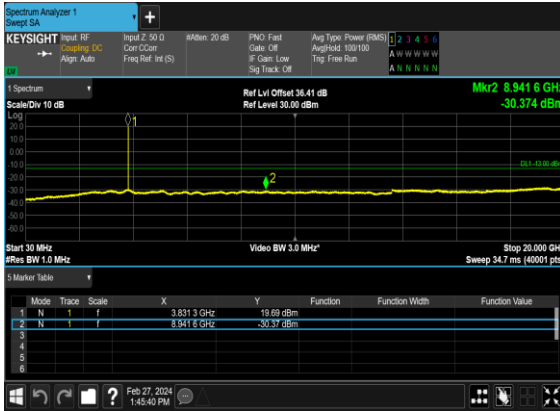 Spectrum Analyzer 1
Swept SA
+
KEYSIGHT Input: RF Input Z: 50 Ω #Atten: 20 dB PNO: Fast Avg Type: Power (RMS) 1 2 3 4 5 6
Coupling: DC Corr CCorr Gate: Off Avg|Hold: 100/100 A W W W W W
Align: Auto Freq Ref: Int (S) IF Gain: Low Trig: Free Run
Sig Track: Off A N N N N N
1 Spectrum
Ref Lvl Offset 36.41 dB Mkr2 8.941 6 GHz
Scale/Div 10 dB Ref Level 30.00 dBm -30.374 dBm
Log
20.0
10.0
0.00
-10.0
-20.0
-30.0
-40.0
-50.0
-60.0
1
2
DL1 -13.00 dBm
Start 30 MHz Video BW 3.0 MHz* Stop 20.000 GHz
#Res BW 1.0 MHz Sweep 34.7 ms (40001 pts)
5 Marker Table
Mode Trace Scale X Y Function Function Width Function Value
1 N 1 f 3.831 3 GHz 19.69 dBm
2 N 1 f 8.941 6 GHz -30.37 dBm
3
4
5
6
? Feb 27, 2024
1:45:40 PM